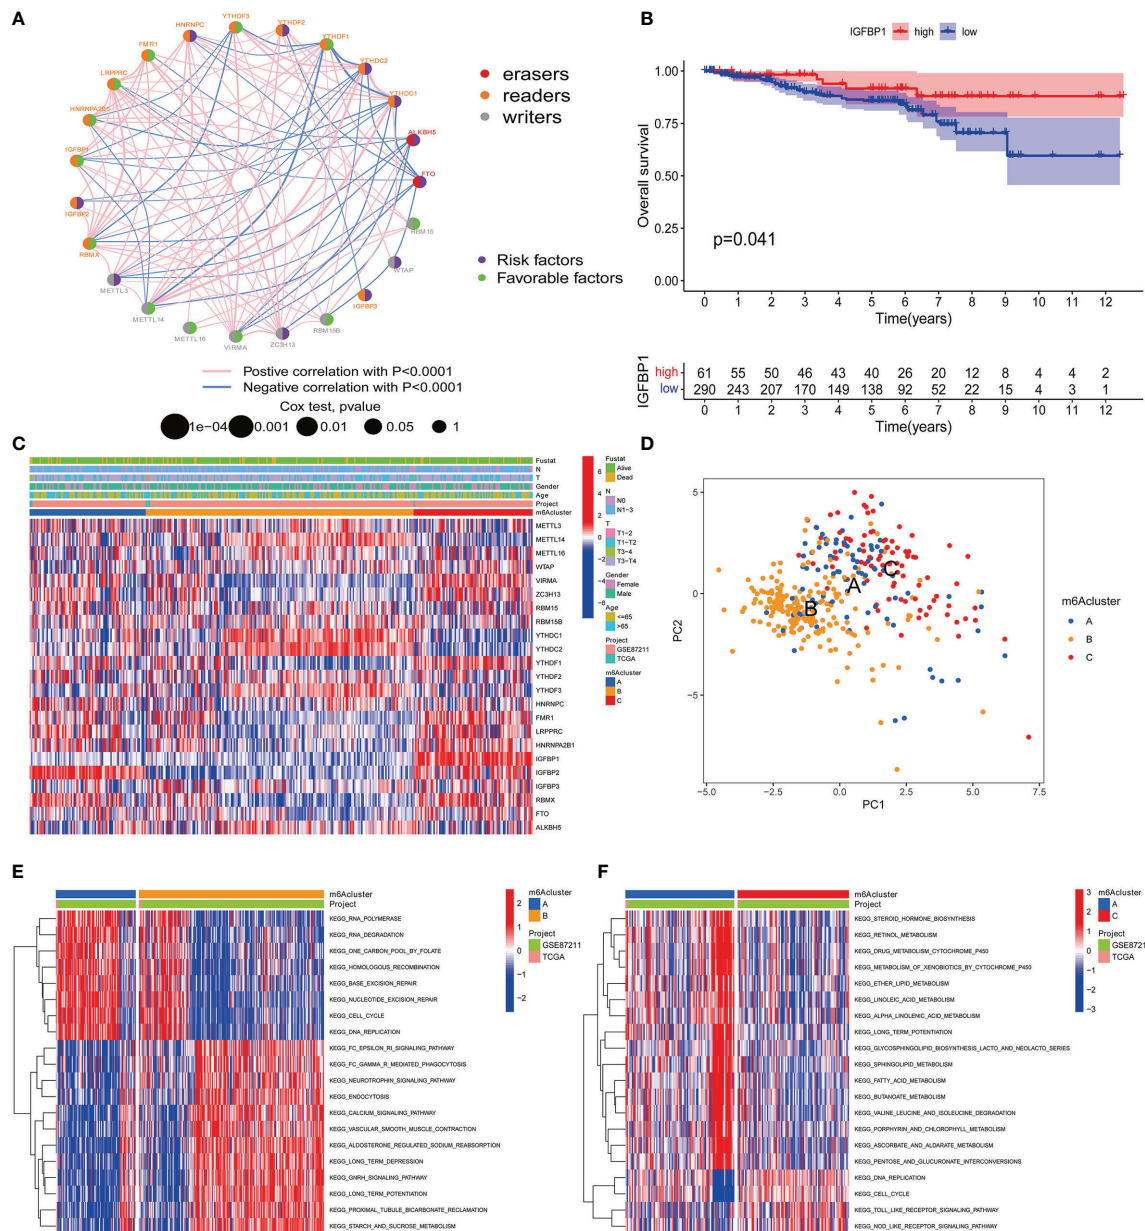 A
YTHDF3
YTHDF2
HNRNPC
YTHDF1
FMR1
YTHDC2
LRPPRC
YTHDC1
HNRNPA2B1
ALKBH5
IGFBP1
FTO
IGFBP2
RBM15
RBMX
WTAP
METTL3
IGFBP3
METTL14
RBM15B
METTL16
ZC3H13
VIRMA
erasers
readers
writers
Risk factors
Favorable factors
Postive correlation with P<0.0001
Negative correlation with P<0.0001
Cox test, pvalue
1e-04 0.001 0.01 0.05 1
B
IGFBP1 high low
Overall survival
1.00
0.75
0.50
0.25
0.00
p=0.041
0 1 2 3 4 5 6 7 8 9 10 11 12
Time(years)
IGFBP1
high 61 55 50 46 43 40 26 20 12 8 4 4 2
low 290 243 207 170 149 138 92 52 22 15 4 3 1
0 1 2 3 4 5 6 7 8 9 10 11 12
Time(years)
C
Fustat
N
T
Gender
Age
Project
m6Acluster
METTL3
METTL14
METTL16
WTAP
VIRMA
ZC3H13
RBM15
RBM15B
YTHDC1
YTHDC2
YTHDF1
YTHDF2
YTHDF3
HNRNPC
FMR1
LRPPRC
HNRNPA2B1
IGFBP1
IGFBP2
IGFBP3
RBMX
FTO
ALKBH5
6
4
2
0
−2
−4
−6
Fustat
Alive
Dead
N
N0
N1−3
T
T1−2
T1−T2
T3−4
T3−T4
Gender
Female
Male
Age
<=65
>65
Project
GSE87211
TCGA
m6Acluster
A
B
C
D
PC2
5
0
−5
A
B
C
−5.0 −2.5 0.0 2.5 5.0 7.5
PC1
m6Acluster
A
B
C
E
m6Acluster
Project
KEGG_RNA_POLYMERASE
KEGG_RNA_DEGRADATION
KEGG_ONE_CARBON_POOL_BY_FOLATE
KEGG_HOMOLOGOUS_RECOMBINATION
KEGG_BASE_EXCISION_REPAIR
KEGG_NUCLEOTIDE_EXCISION_REPAIR
KEGG_CELL_CYCLE
KEGG_DNA_REPLICATION
KEGG_FC_EPSILON_RI_SIGNALING_PATHWAY
KEGG_FC_GAMMA_R_MEDIATED_PHAGOCYTOSIS
KEGG_NEUROTROPHIN_SIGNALING_PATHWAY
KEGG_ENDOCYTOSIS
KEGG_CALCIUM_SIGNALING_PATHWAY
KEGG_VASCULAR_SMOOTH_MUSCLE_CONTRACTION
KEGG_ALDOSTERONE_REGULATED_SODIUM_REABSORPTION
KEGG_LONG_TERM_DEPRESSION
KEGG_GNRH_SIGNALING_PATHWAY
KEGG_LONG_TERM_POTENTIATION
KEGG_PROXIMAL_TUBULE_BICARBONATE_RECLAMATION
KEGG_STARCH_AND_SUCROSE_METABOLISM
2
1
0
−1
−2
m6Acluster
A
B
Project
GSE87211
TCGA
F
m6Acluster
Project
KEGG_STEROID_HORMONE_BIOSYNTHESIS
KEGG_RETINOL_METABOLISM
KEGG_DRUG_METABOLISM_CYTOCHROME_P450
KEGG_METABOLISM_OF_XENOBIOTICS_BY_CYTOCHROME_P450
KEGG_ETHER_LIPID_METABOLISM
KEGG_LINOLEIC_ACID_METABOLISM
KEGG_ALPHA_LINOLENIC_ACID_METABOLISM
KEGG_LONG_TERM_POTENTIATION
KEGG_GLYCOSPHINGOLIPID_BIOSYNTHESIS_LACTO_AND_NEOLACTO_SERIES
KEGG_SPHINGOLIPID_METABOLISM
KEGG_FATTY_ACID_METABOLISM
KEGG_BUTANOATE_METABOLISM
KEGG_VALINE_LEUCINE_AND_ISOLEUCINE_DEGRADATION
KEGG_PORPHYRIN_AND_CHLOROPHYLL_METABOLISM
KEGG_ASCORBATE_AND_ALDARATE_METABOLISM
KEGG_PENTOSE_AND_GLUCURONATE_INTERCONVERSIONS
KEGG_DNA_REPLICATION
KEGG_CELL_CYCLE
KEGG_TOLL_LIKE_RECEPTOR_SIGNALING_PATHWAY
KEGG_NOD_LIKE_RECEPTOR_SIGNALING_PATHWAY
3
2
1
0
−1
−2
−3
m6Acluster
A
C
Project
GSE8721
TCGA